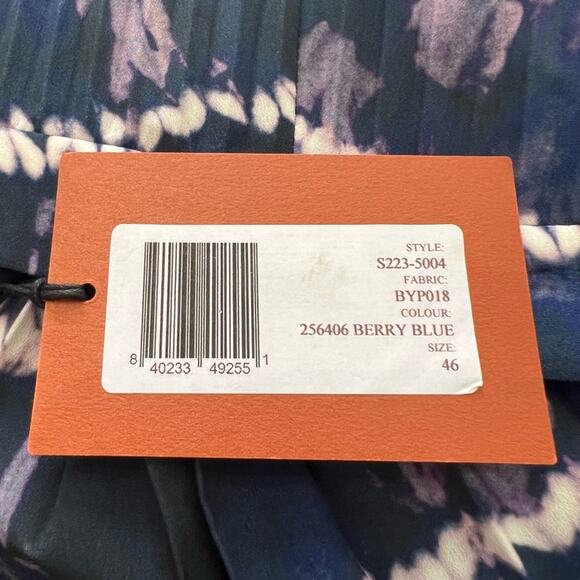 STYLE:
S223-5004
FABRIC:
BYP018
COLOUR:
256406 BERRY BLUE
SIZE:
46
8 40233 49255 1